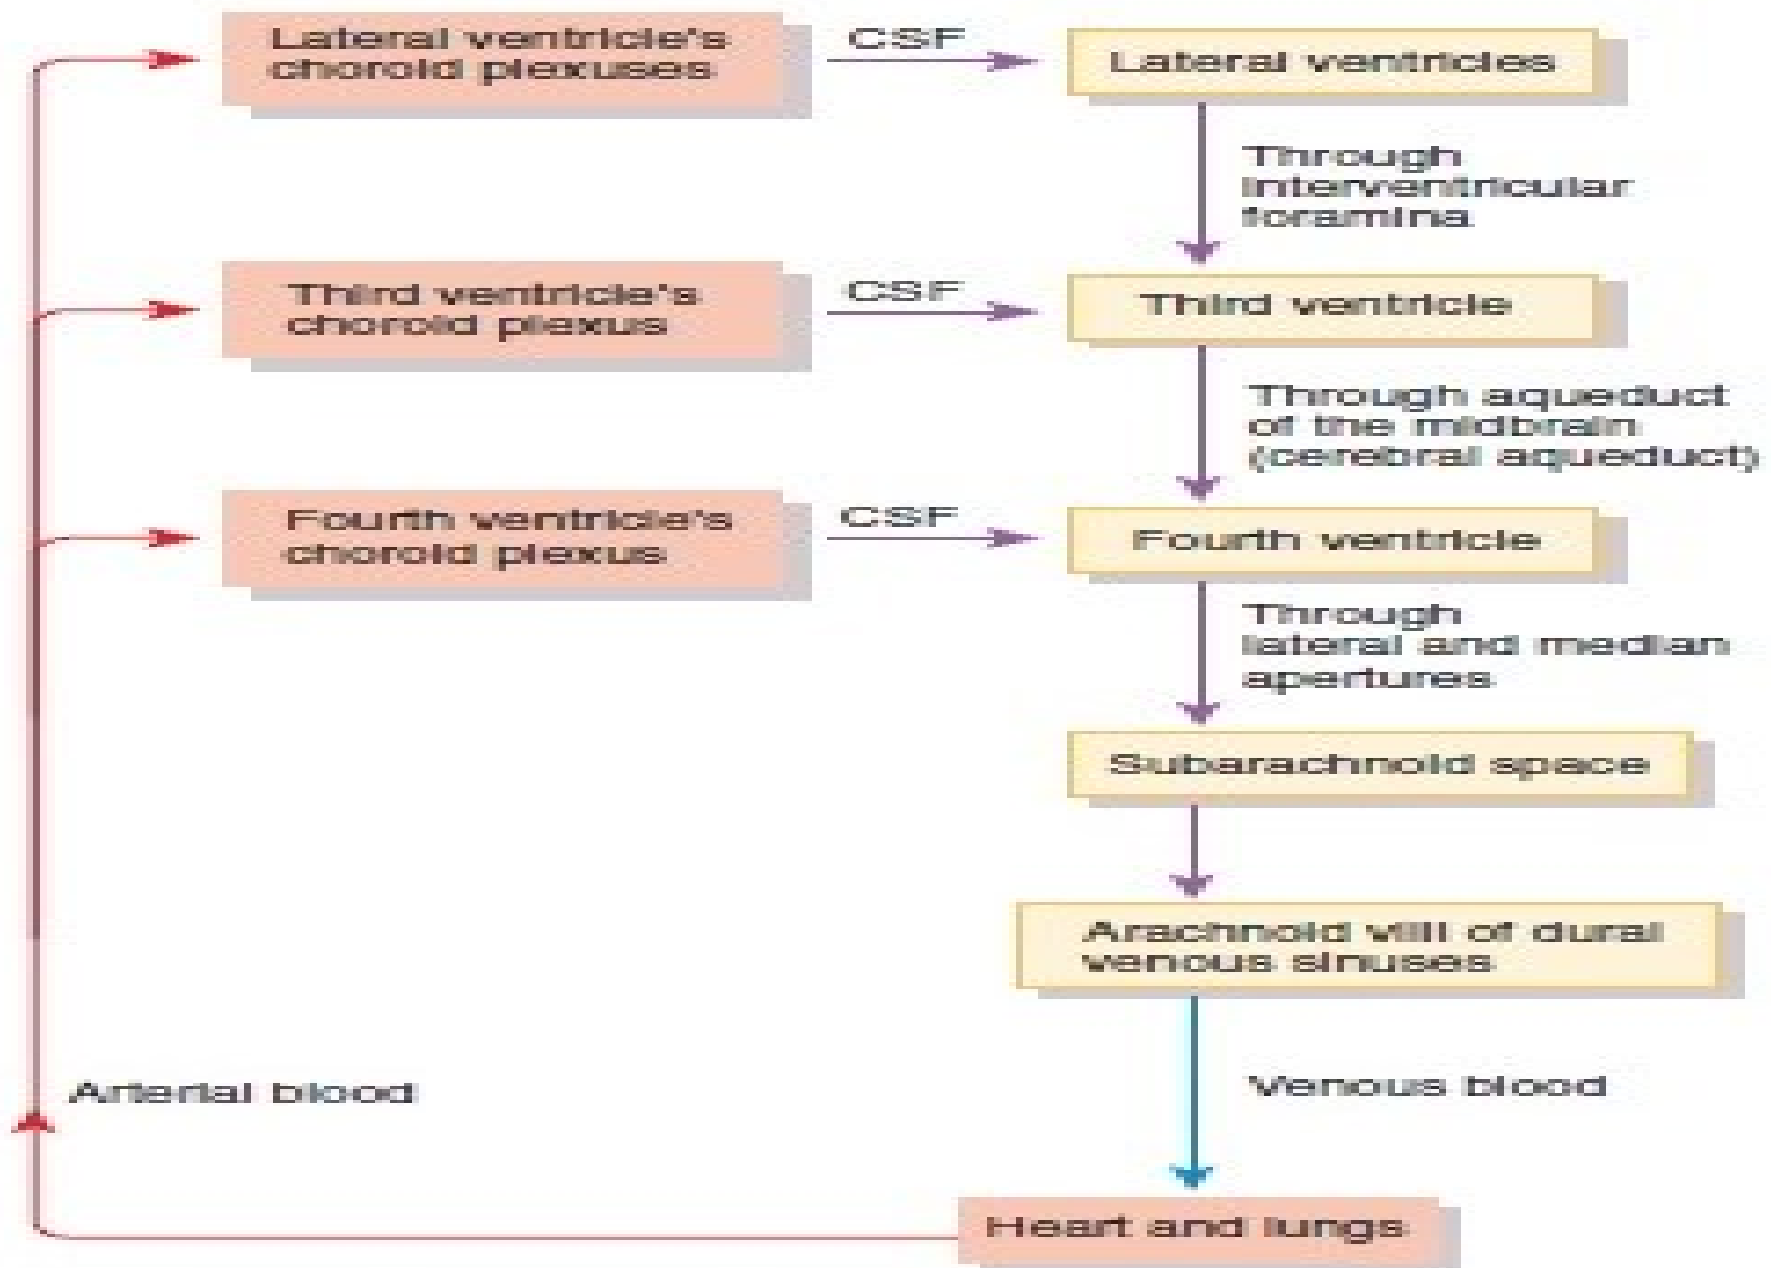 Lateral ventricle's
choroid plexuses
CSF
Lateral ventricles
Through
interventricular
foramina
Third ventricle's
choroid plexus
CSF
Third ventricle
Through aqueduct
of the midbrain
(cerebral aqueduct)
Fourth ventricle's
choroid plexus
CSF
Fourth ventricle
Through
lateral and median
apertures
Subarachnoid space
Arachnoid villi of dural
venous sinuses
Arterial blood
Venous blood
Heart and lungs